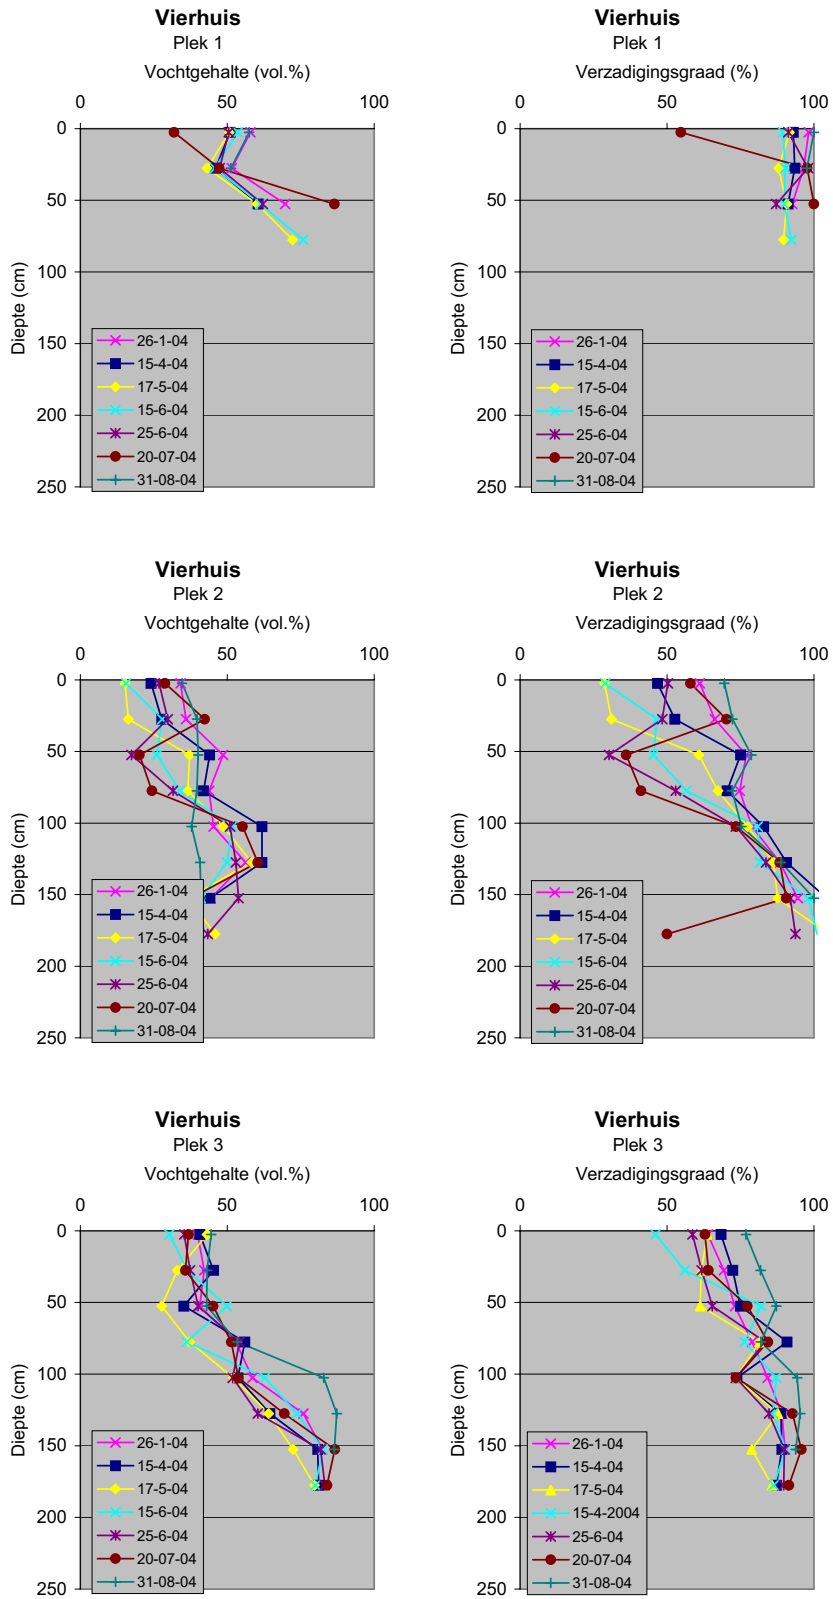 Vierhuis
Plek 1
Vochtgehalte (vol.%)
0 50 100
0
50
100
150
200
250
Diepte (cm)
26-1-04
15-4-04
17-5-04
15-6-04
25-6-04
20-07-04
31-08-04
Vierhuis
Plek 1
Verzadigingsgraad (%)
0 50 100
0
50
100
150
200
250
Diepte (cm)
26-1-04
15-4-04
17-5-04
15-6-04
25-6-04
20-07-04
31-08-04
Vierhuis
Plek 2
Vochtgehalte (vol.%)
0 50 100
0
50
100
150
200
250
Diepte (cm)
26-1-04
15-4-04
17-5-04
15-6-04
25-6-04
20-07-04
31-08-04
Vierhuis
Plek 2
Verzadigingsgraad (%)
0 50 100
0
50
100
150
200
250
Diepte (cm)
26-1-04
15-4-04
17-5-04
15-6-04
25-6-04
20-07-04
31-08-04
Vierhuis
Plek 3
Vochtgehalte (vol.%)
0 50 100
0
50
100
150
200
250
Diepte (cm)
26-1-04
15-4-04
17-5-04
15-6-04
25-6-04
20-07-04
31-08-04
Vierhuis
Plek 3
Verzadigingsgraad (%)
0 50 100
0
50
100
150
200
250
Diepte (cm)
26-1-04
15-4-04
17-5-04
15-4-2004
25-6-04
20-07-04
31-08-04